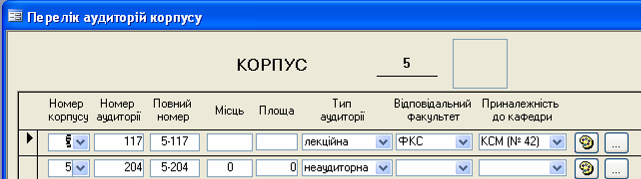 Перелік аудиторій корпусу
КОРПУС 5
Номер корпусу Номер аудиторії Повний номер Місць Площа Тип аудиторії Відповідальний факультет Приналежність до кафедри
5 117 5-117 лекційна ФКС КСМ (№ 42) ...
5 204 5-204 0 0 неаудиторна ...